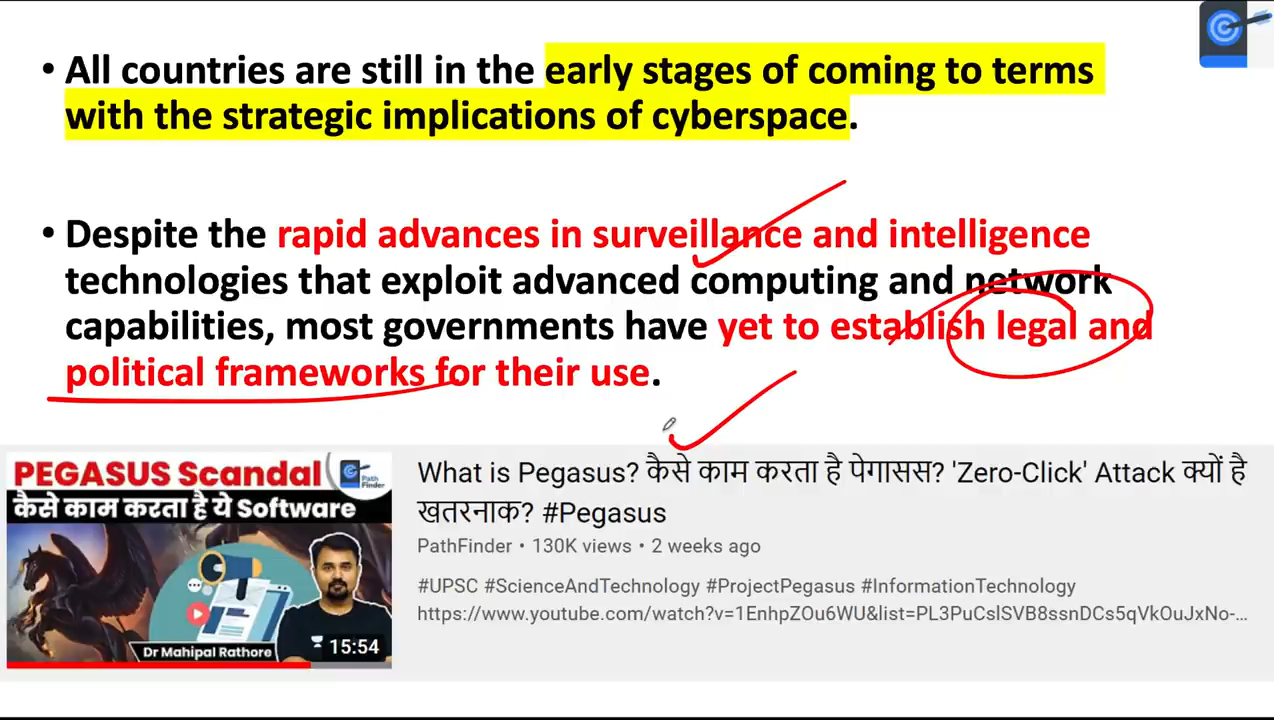 • All countries are still in the early stages of coming to terms
with the strategic implications of cyberspace.
• Despite the rapid advances in surveillance and intelligence
technologies that exploit advanced computing and network
capabilities, most governments have yet to establish legal and
political frameworks for their use.
PEGASUS Scandal
Path
Finder
कैसे काम करता है ये Software
Dr Mahipal Rathore
15:54
What is Pegasus? कैसे काम करता है पेगासस? 'Zero-Click' Attack क्यों है
खतरनाक? #Pegasus
PathFinder • 130K views • 2 weeks ago
#UPSC #ScienceAndTechnology #ProjectPegasus #InformationTechnology
https://www.youtube.com/watch?v=1EnhpZOu6WU&list=PL3PuCslSVB8ssnDCs5qVkOuJxNo-...